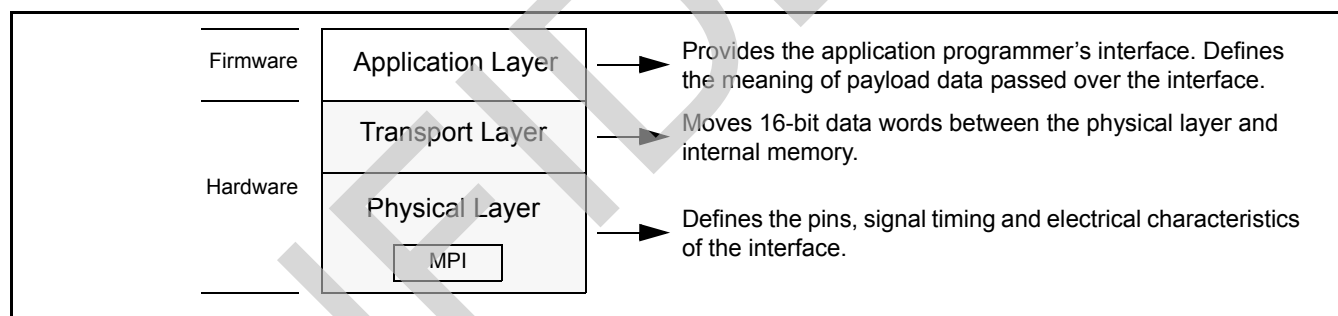 Firmware
Application Layer
Provides the application programmer's interface. Defines
the meaning of payload data passed over the interface.
Transport Layer
Moves 16-bit data words between the physical layer and
internal memory.
Hardware
Physical Layer
MPI
Defines the pins, signal timing and electrical characteristics
of the interface.